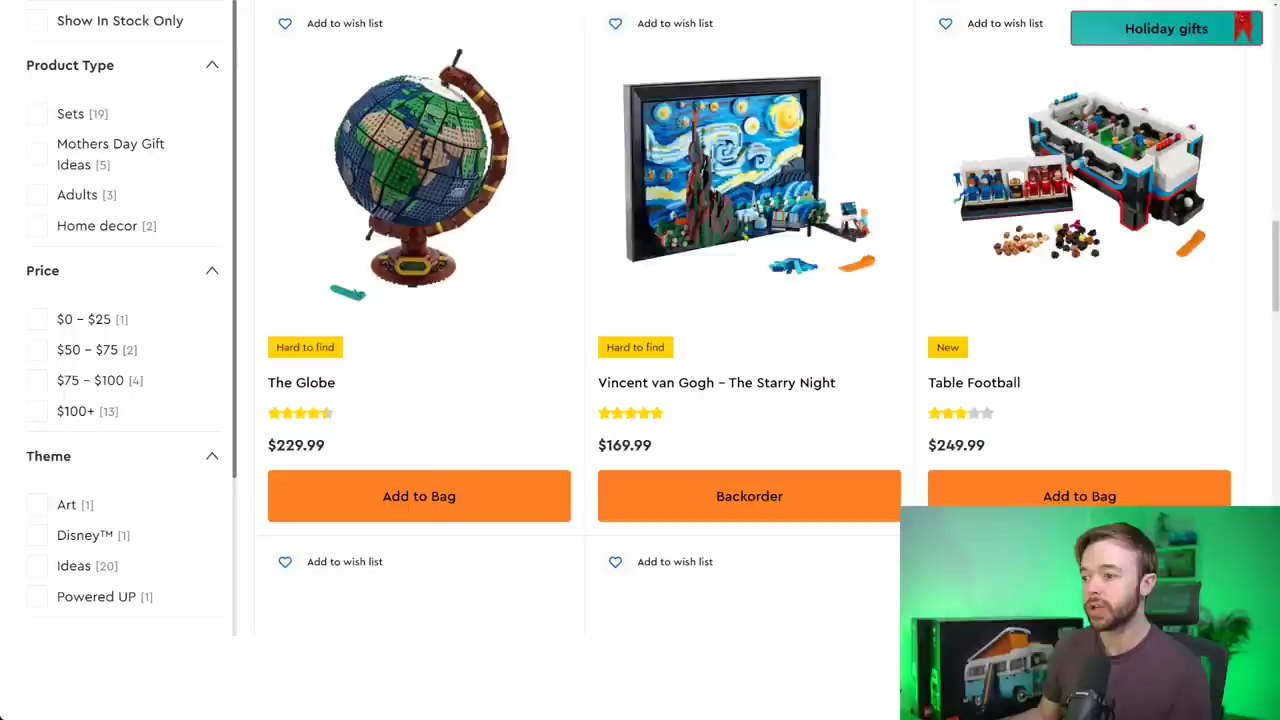 Show In Stock Only
Product Type
Sets [19]
Mothers Day Gift
Ideas [5]
Adults [3]
Home decor [2]
Price
$0 – $25 [1]
$50 – $75 [2]
$75 – $100 [4]
$100+ [13]
Theme
Art [1]
Disney™ [1]
Ideas [20]
Powered UP [1]
Add to wish list
Add to wish list
Add to wish list
Holiday gifts
Hard to find
The Globe
$229.99
Add to Bag
Hard to find
Vincent van Gogh - The Starry Night
$169.99
Backorder
New
Table Football
$249.99
Add to Bag
Add to wish list
Add to wish list